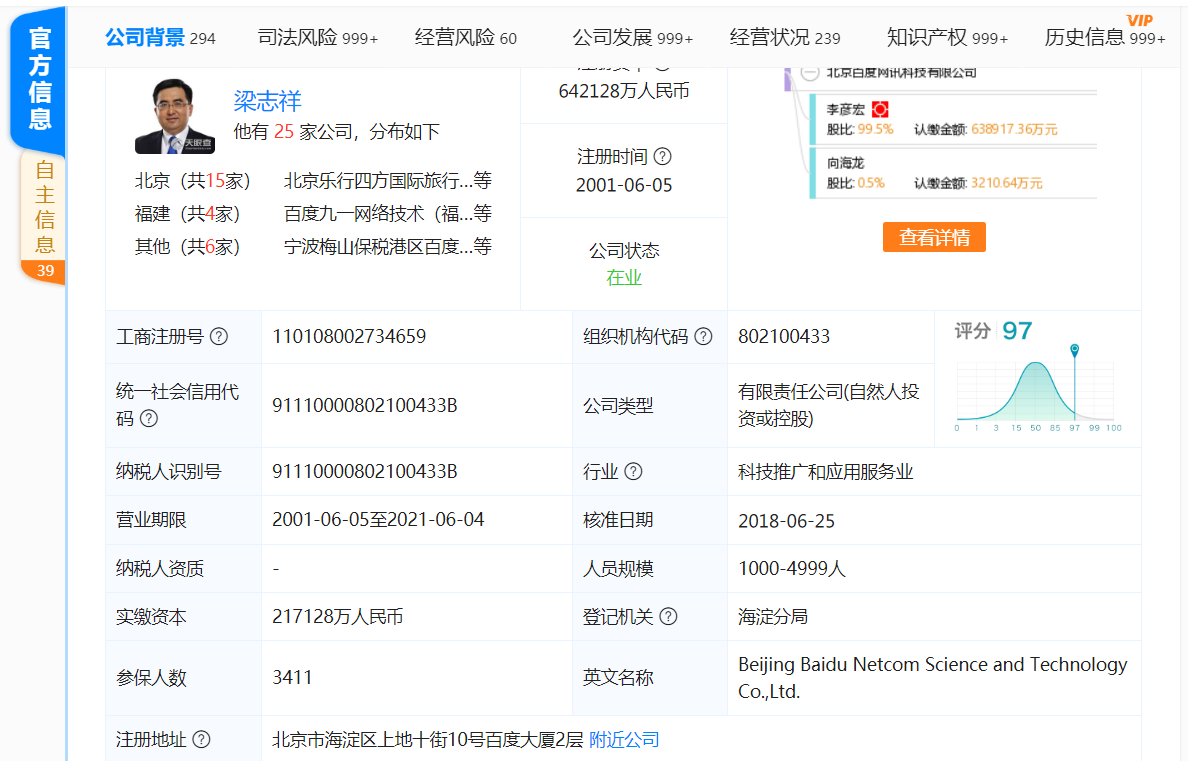 VIP
公司背景 294 司法风险 999+ 经营风险 60 公司发展 999+ 经营状况 239 知识产权 999+ 历史信息 999+
官方信息
自主信息
39
梁志祥
他有 25 家公司，分布如下
天眼查
北京（共15家） 北京乐行四方国际旅行...等
福建（共4家） 百度九一网络技术（福...等
其他（共6家） 宁波梅山保税港区百度...等
642128万人民币
注册时间 ?
2001-06-05
公司状态
在业
北京百度网讯科技有限公司
李彦宏
股比: 99.5% 认缴金额: 638917.36万元
向海龙
股比: 0.5% 认缴金额: 3210.64万元
查看详情
工商注册号 ? 110108002734659 组织机构代码 ? 802100433
评分 97
0 1 3 15 50 85 97 99 100
统一社会信用代
码 ? 91110000802100433B 公司类型 有限责任公司(自然人投
资或控股)
纳税人识别号 91110000802100433B 行业 ? 科技推广和应用服务业
营业期限 2001-06-05至2021-06-04 核准日期 2018-06-25
纳税人资质 - 人员规模 1000-4999人
实缴资本 217128万人民币 登记机关 ? 海淀分局
参保人数 3411 英文名称 Beijing Baidu Netcom Science and Technology
Co.,Ltd.
注册地址 ? 北京市海淀区上地十街10号百度大厦2层 附近公司